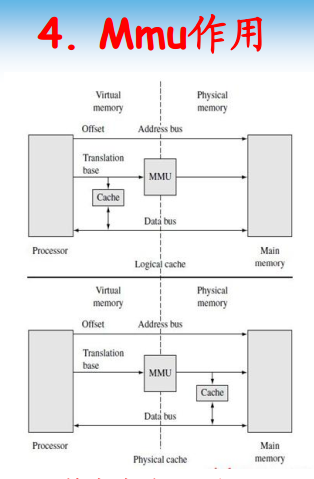 4. Mmu作用
Virtual memory
Physical memory
Offset
Address bus
Translation base
MMU
Cache
Data bus
Processor
Main memory
Logical cache
Virtual memory
Physical memory
Offset
Address bus
Translation base
MMU
Cache
Data bus
Processor
Main memory
Physical cache